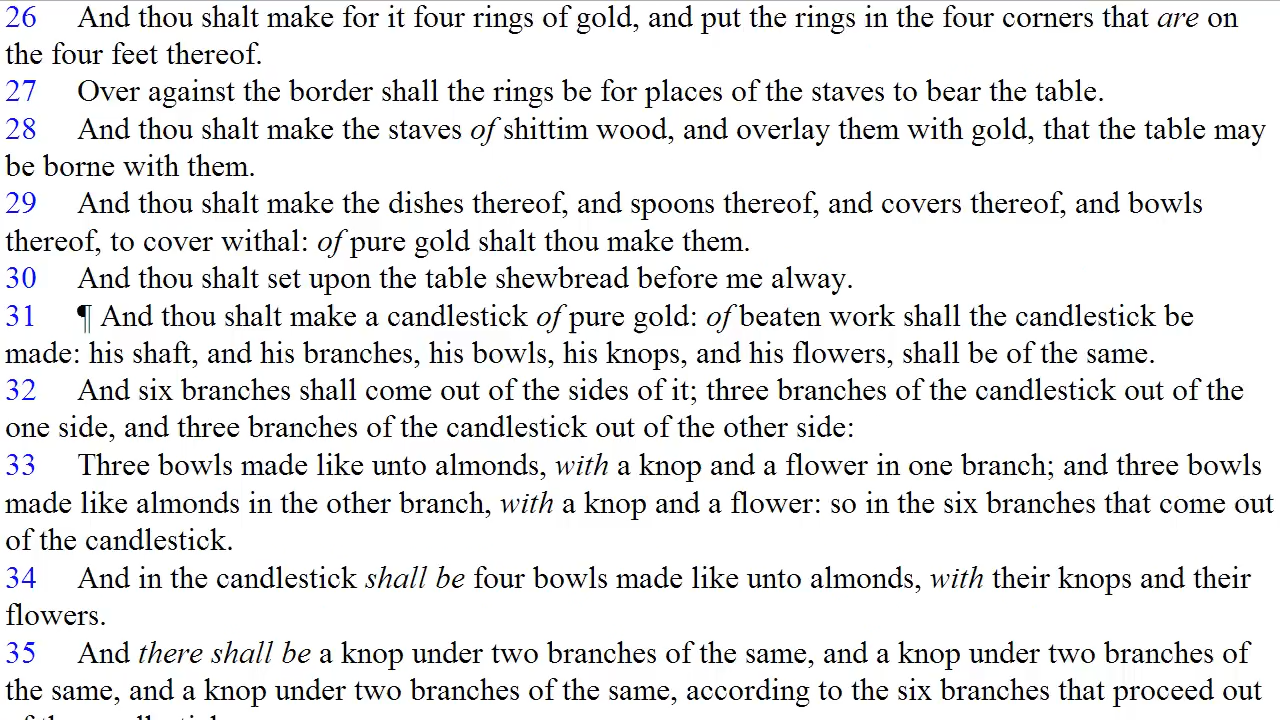 26 And thou shalt make for it four rings of gold, and put the rings in the four corners that are on
the four feet thereof.
27 Over against the border shall the rings be for places of the staves to bear the table.
28 And thou shalt make the staves of shittim wood, and overlay them with gold, that the table may
be borne with them.
29 And thou shalt make the dishes thereof, and spoons thereof, and covers thereof, and bowls
thereof, to cover withal: of pure gold shalt thou make them.
30 And thou shalt set upon the table shewbread before me alway.
31 ¶ And thou shalt make a candlestick of pure gold: of beaten work shall the candlestick be
made: his shaft, and his branches, his bowls, his knops, and his flowers, shall be of the same.
32 And six branches shall come out of the sides of it; three branches of the candlestick out of the
one side, and three branches of the candlestick out of the other side:
33 Three bowls made like unto almonds, with a knop and a flower in one branch; and three bowls
made like almonds in the other branch, with a knop and a flower: so in the six branches that come out
of the candlestick.
34 And in the candlestick shall be four bowls made like unto almonds, with their knops and their
flowers.
35 And there shall be a knop under two branches of the same, and a knop under two branches of
the same, and a knop under two branches of the same, according to the six branches that proceed out